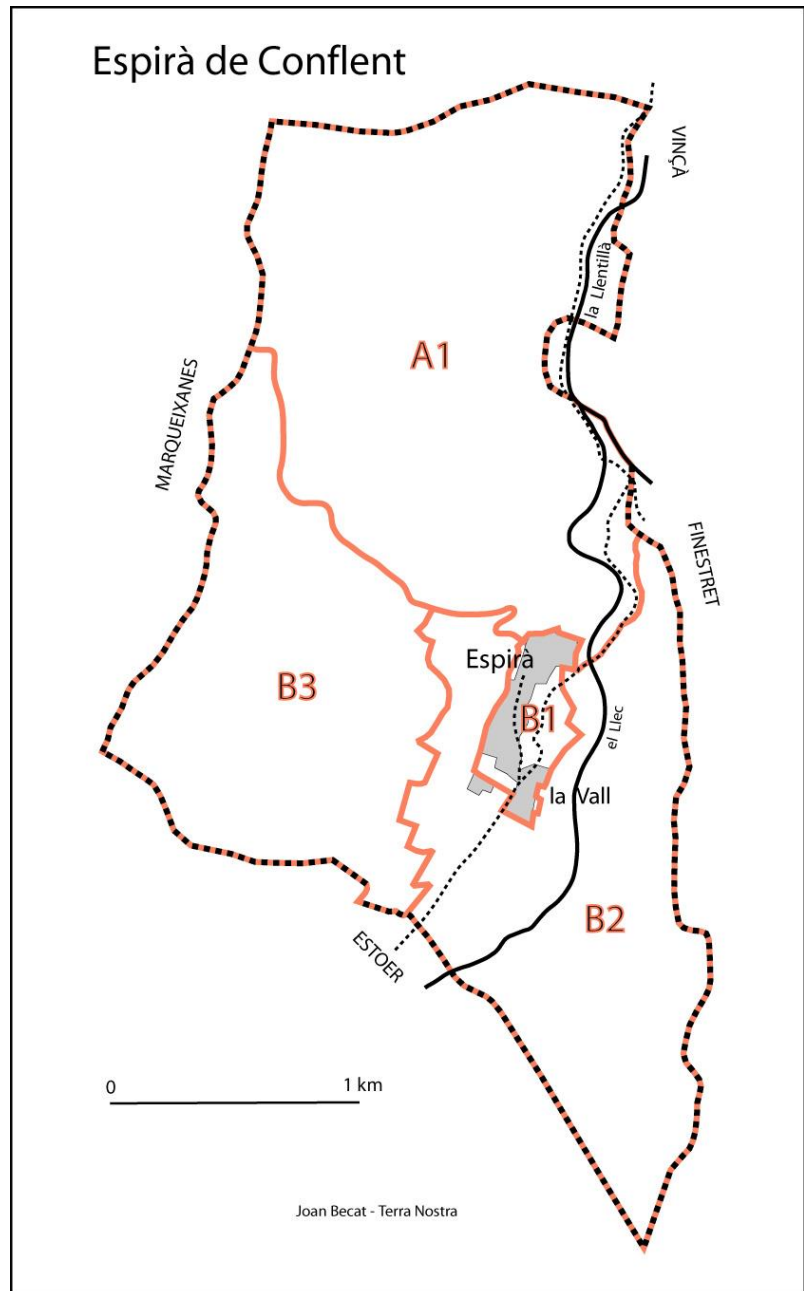 Espirà de Conflent
VINÇÀ
la Llentillà
A1
MARQUEIXANES
FINESTRET
Espirà
B3
B1
el Llec
la Vall
B2
ESTOER
0
1 km
Joan Becat - Terra Nostra